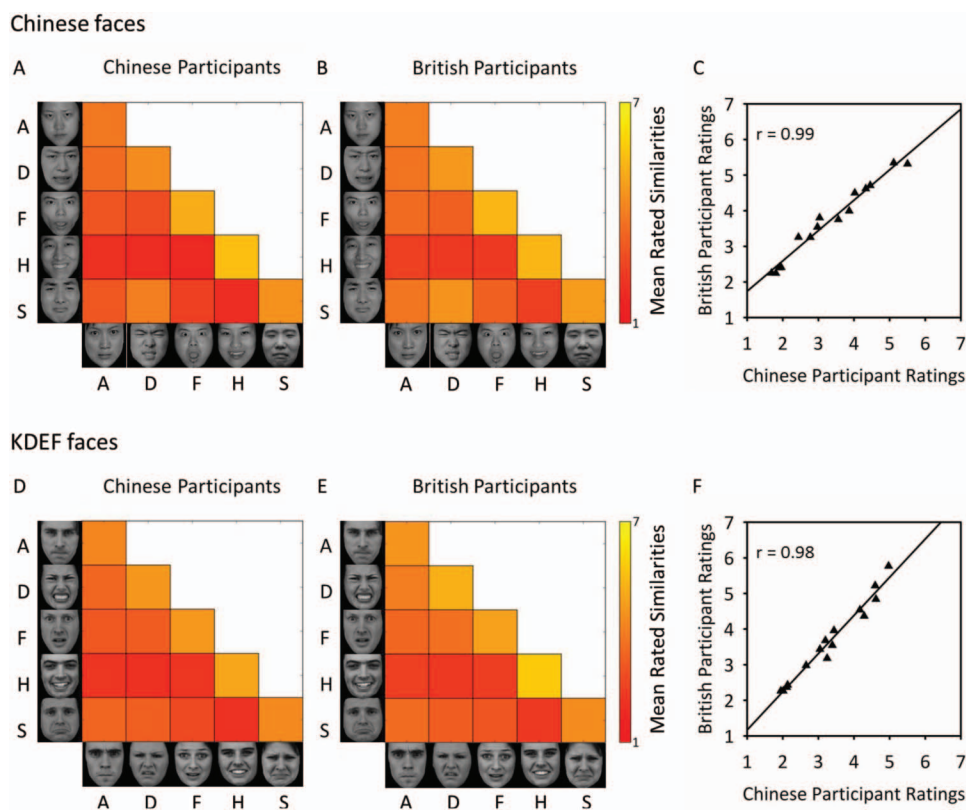 Chinese faces
A Chinese Participants B British Participants C
A
D
F
H
S
A D F H S
A
D
F
H
S
A D F H S
7
Mean Rated Similarities
1
British Participant Ratings
7
6
5
4
3
2
1
r = 0.99
1 2 3 4 5 6 7
Chinese Participant Ratings
KDEF faces
D Chinese Participants E British Participants F
A
D
F
H
S
A D F H S
A
D
F
H
S
A D F H S
7
Mean Rated Similarities
1
British Participant Ratings
7
6
5
4
3
2
1
r = 0.98
1 2 3 4 5 6 7
Chinese Participant Ratings